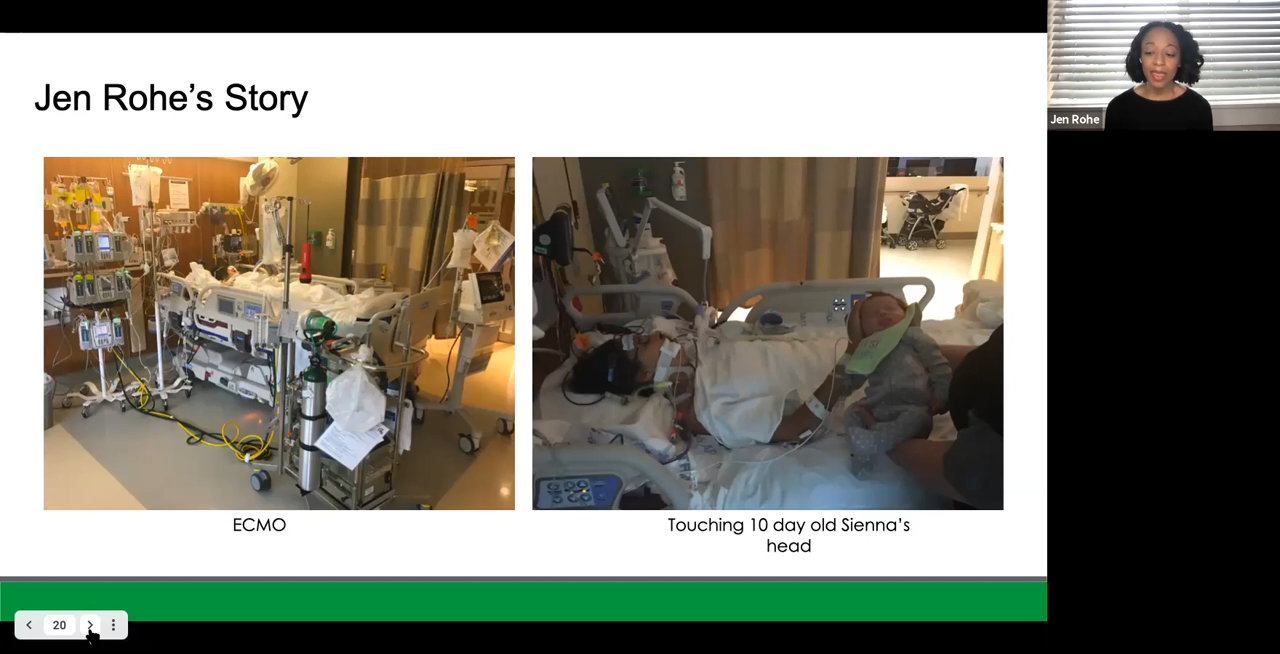 Jen Rohe’s Story
Jen Rohe
ECMO
Touching 10 day old Sienna’s
head
20